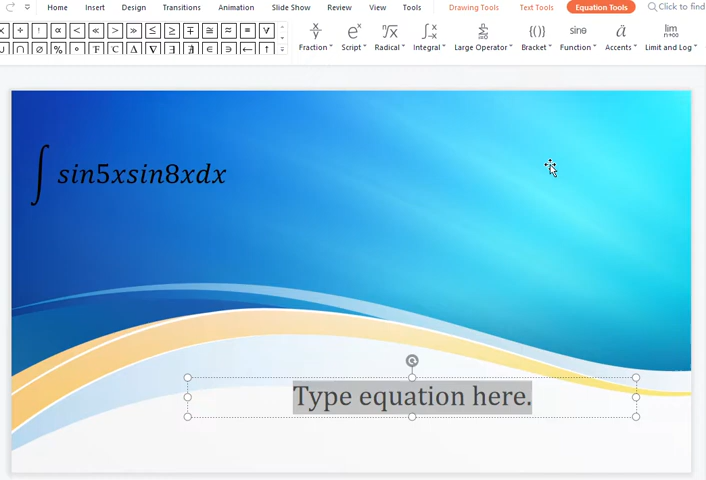 Home Insert Design Transitions Animation Slide Show Review View Tools Drawing Tools Text Tools Equation Tools Click to find
Fraction Script Radical Integral Large Operator Bracket Function Accents Limit and Log
∫ sin5xsin8xdx
Type equation here.